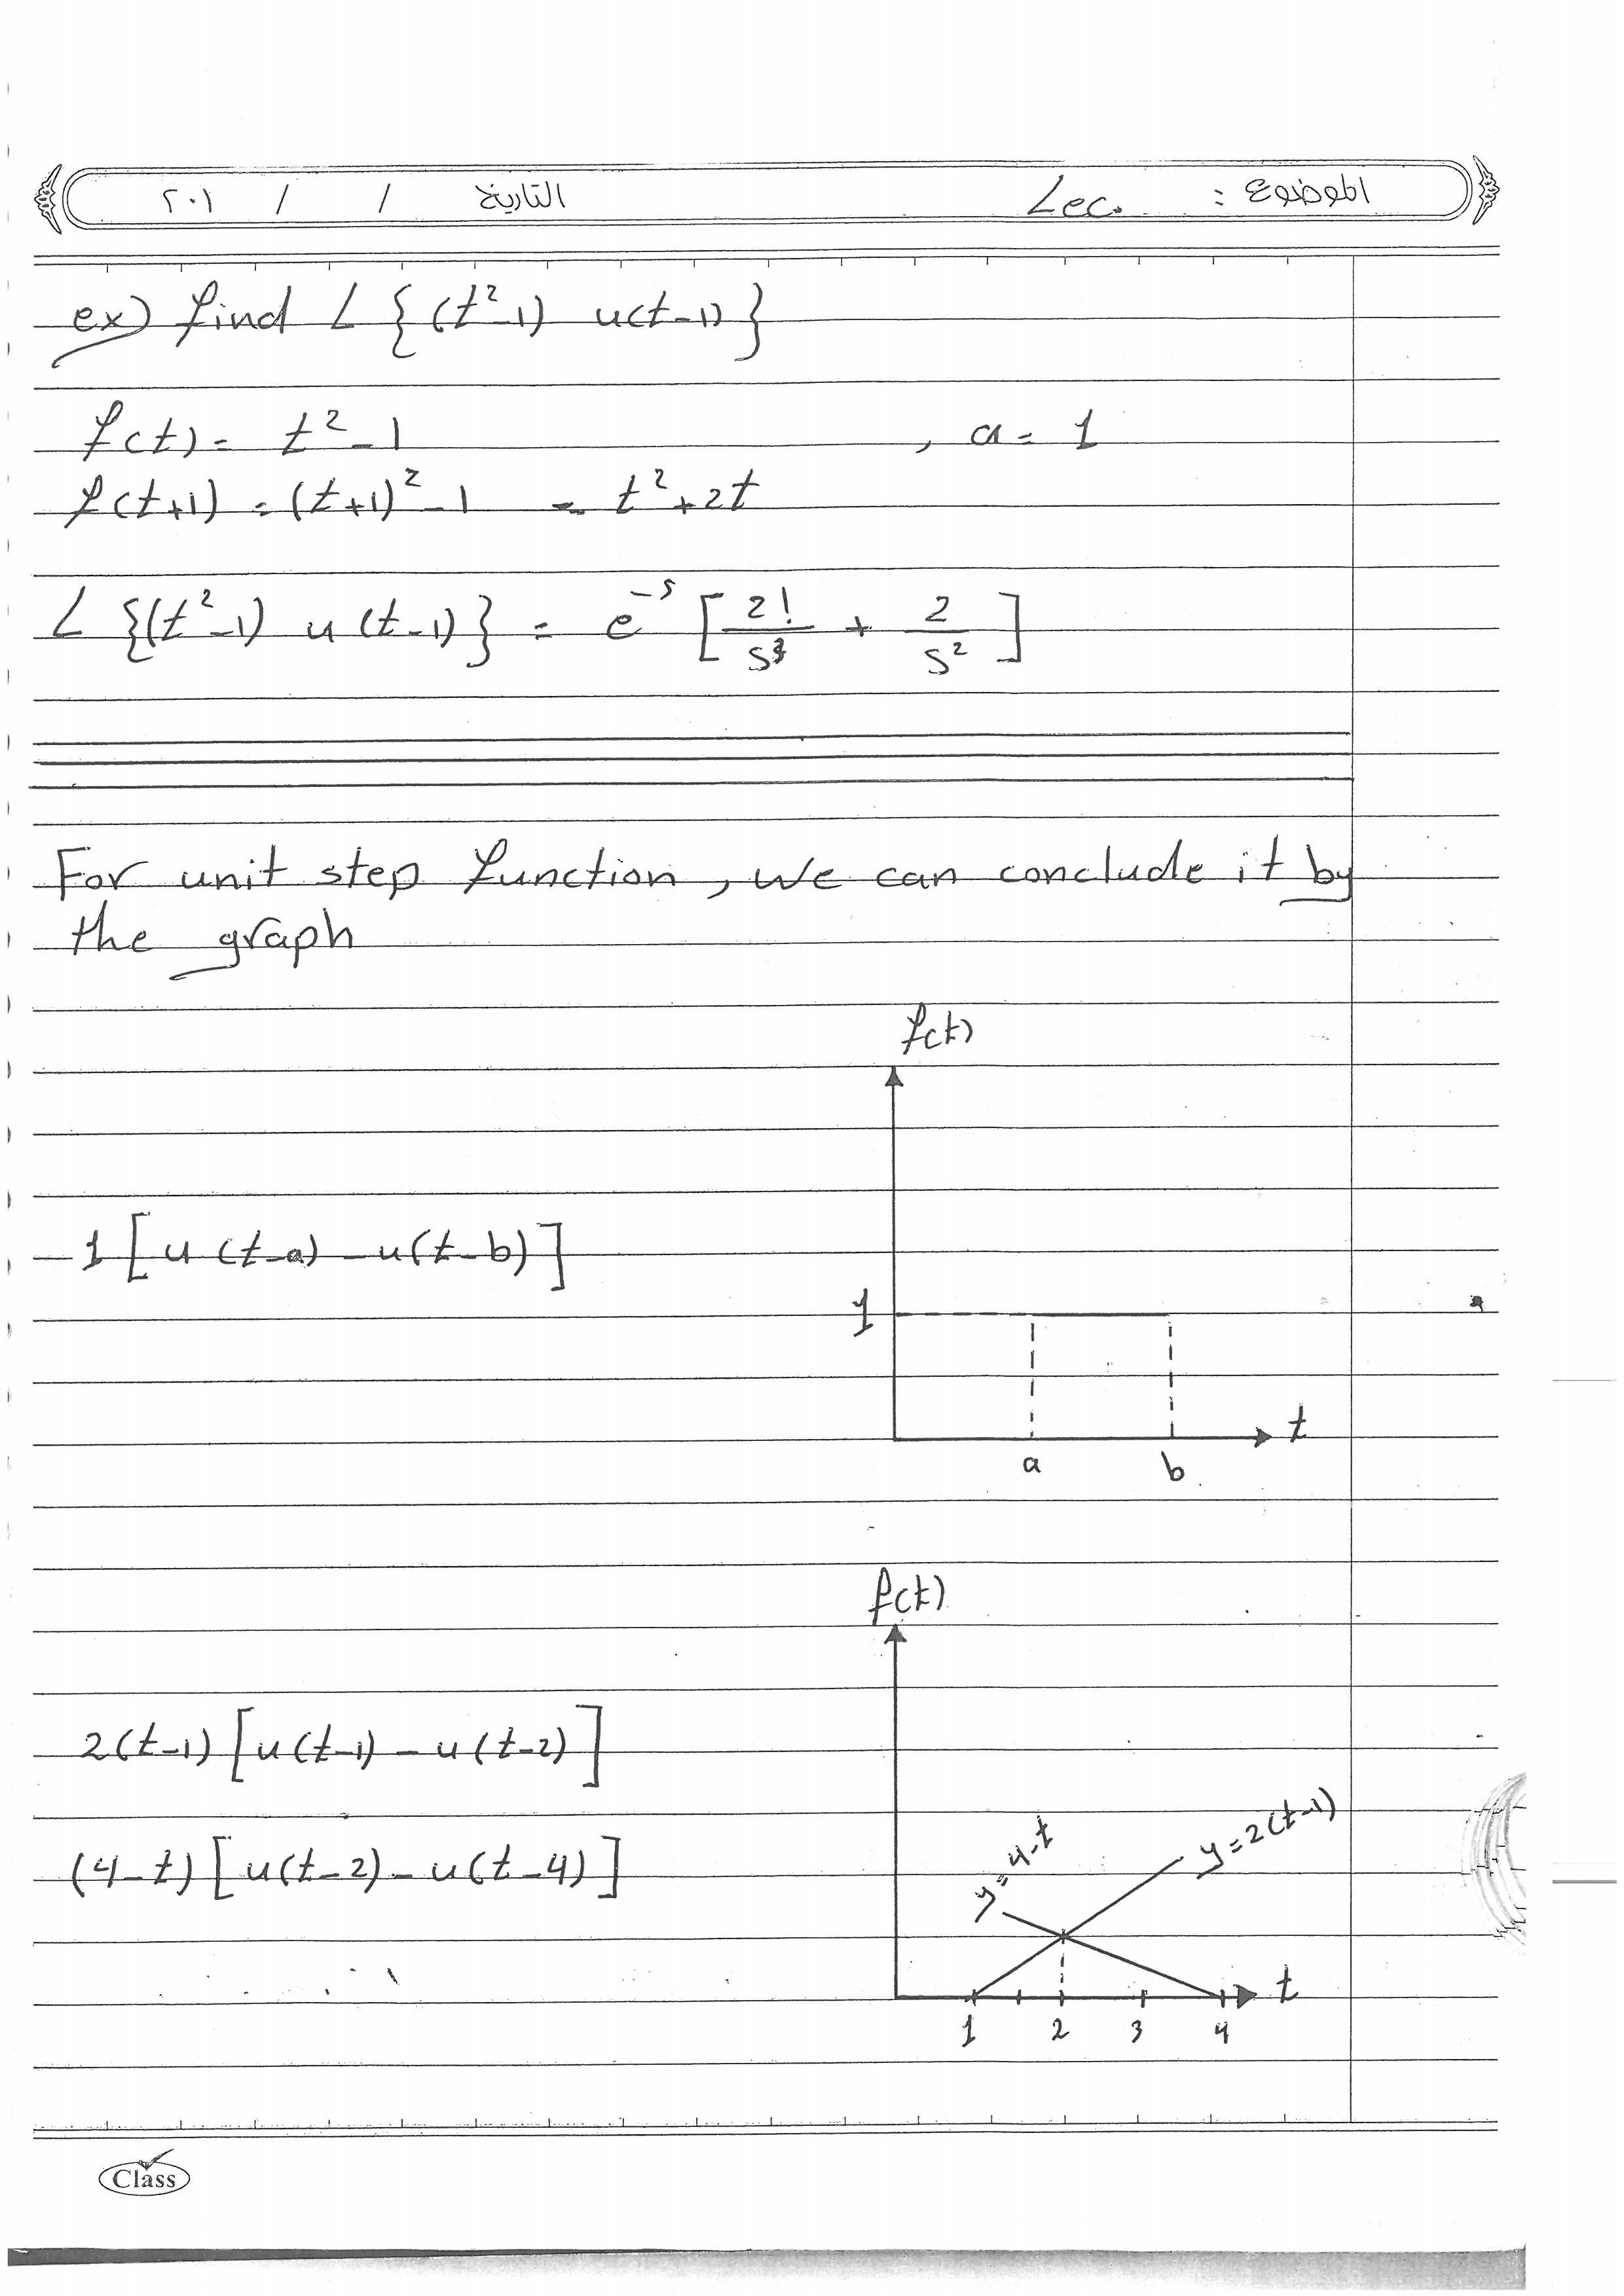 الموضوع : Lec. التاريخ / / ٢٠١
ex) find L {(t²-1) u(t-1)}
f(t) = t²-1 , a = 1
f(t+1) = (t+1)²-1 = t²+2t
L {(t²-1) u(t-1)} = e^-s [2!/s³ + 2/s²]
For unit step function, we can conclude it by
the graph
f(t)
1 [u(t-a) - u(t-b)]
1
t
a b
f(t)
2(t-1) [u(t-1) - u(t-2)]
y=4-t y=2(t-1)
(4-t) [u(t-2) - u(t-4)]
t
1 2 3 4
Class